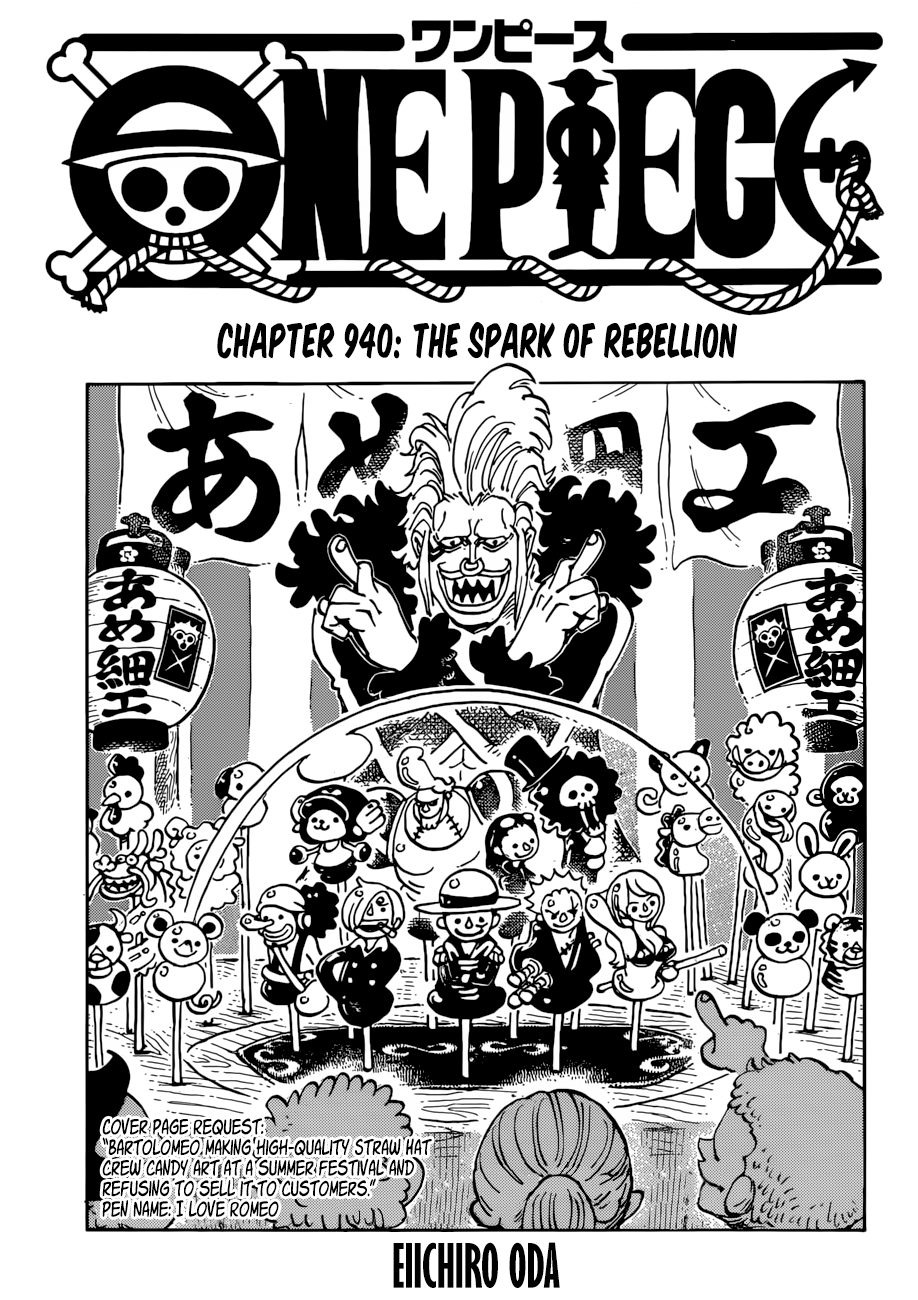 ワンピース
ONE PIECE
CHAPTER 940: THE SPARK OF REBELLION
あめ細工
あめ細工
あめ細工
COVER PAGE REQUEST:
"BARTOLOMEO MAKING HIGH-QUALITY STRAW HAT
CREW CANDY ART AT A SUMMER FESTIVAL AND
REFUSING TO SELL IT TO CUSTOMERS."
PEN NAME: I LOVE ROMEO
EIICHIRO ODA